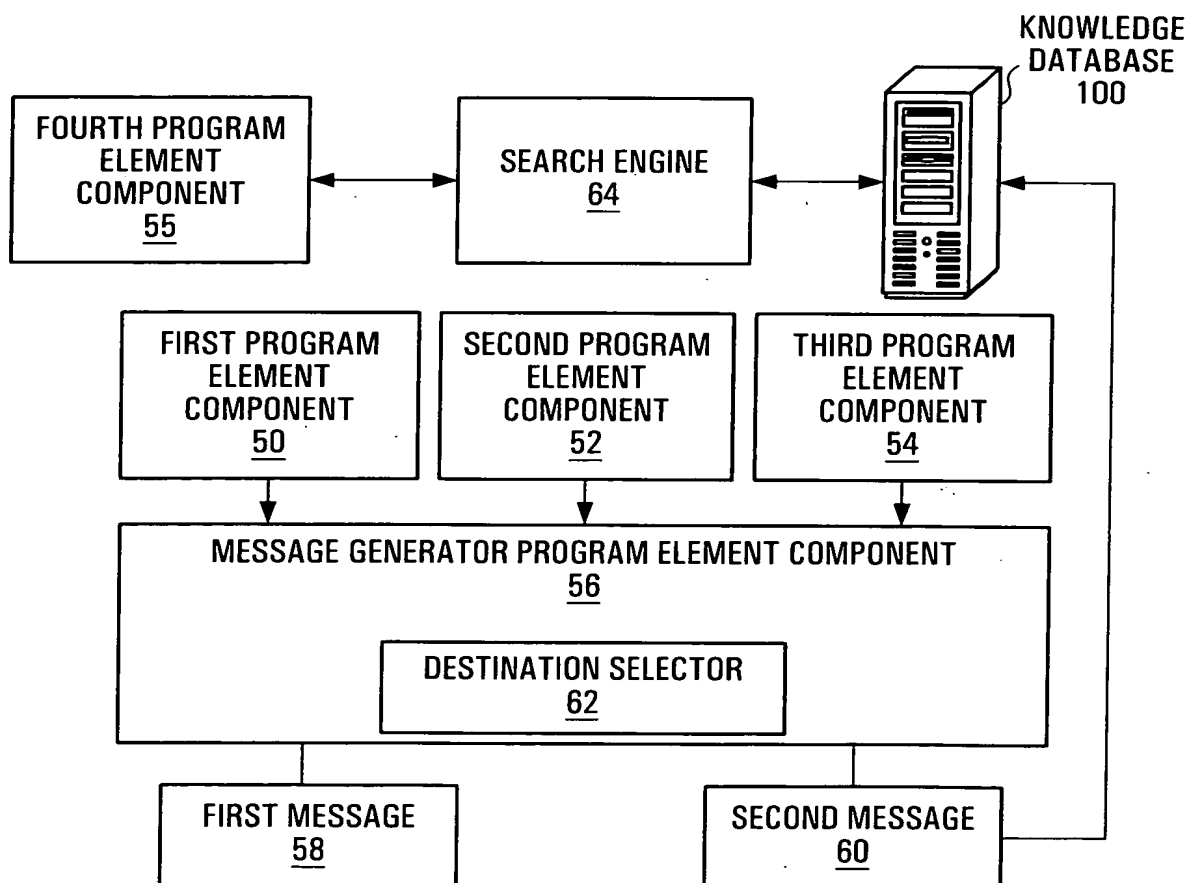 KNOWLEDGE
DATABASE
100
FOURTH PROGRAM
ELEMENT
COMPONENT
55
SEARCH ENGINE
64
FIRST PROGRAM
ELEMENT
COMPONENT
50
SECOND PROGRAM
ELEMENT
COMPONENT
52
THIRD PROGRAM
ELEMENT
COMPONENT
54
MESSAGE GENERATOR PROGRAM ELEMENT COMPONENT
56
DESTINATION SELECTOR
62
FIRST MESSAGE
58
SECOND MESSAGE
60